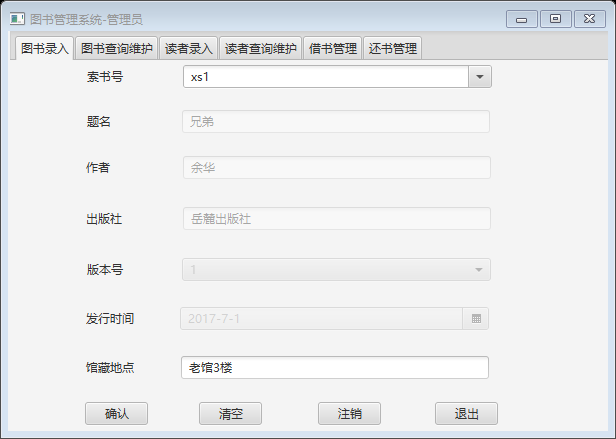 图书管理系统-管理员
图书录入 图书查询维护 读者录入 读者查询维护 借书管理 还书管理
索书号 xs1
题名 兄弟
作者 余华
出版社 岳麓出版社
版本号 1
发行时间 2017-7-1
馆藏地点 老馆3楼
确认 清空 注销 退出